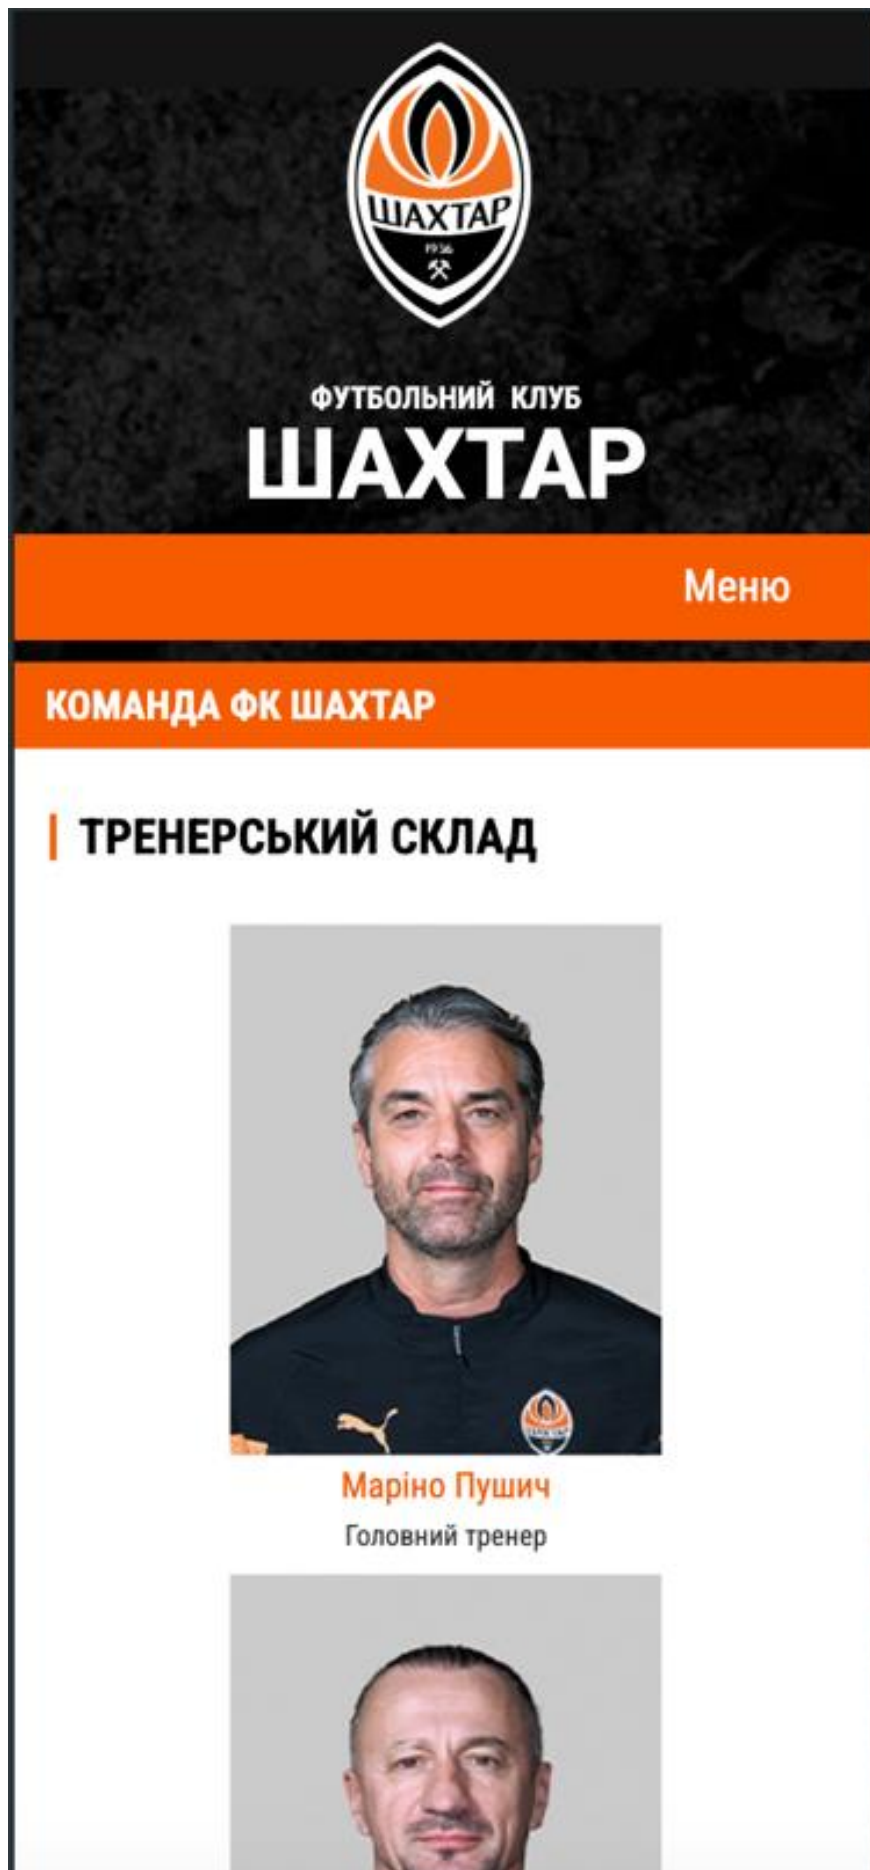 ШАХТАР
1936
ФУТБОЛЬНИЙ КЛУБ
ШАХТАР
Меню
КОМАНДА ФК ШАХТАР
ТРЕНЕРСЬКИЙ СКЛАД
Маріно Пушич
Головний тренер